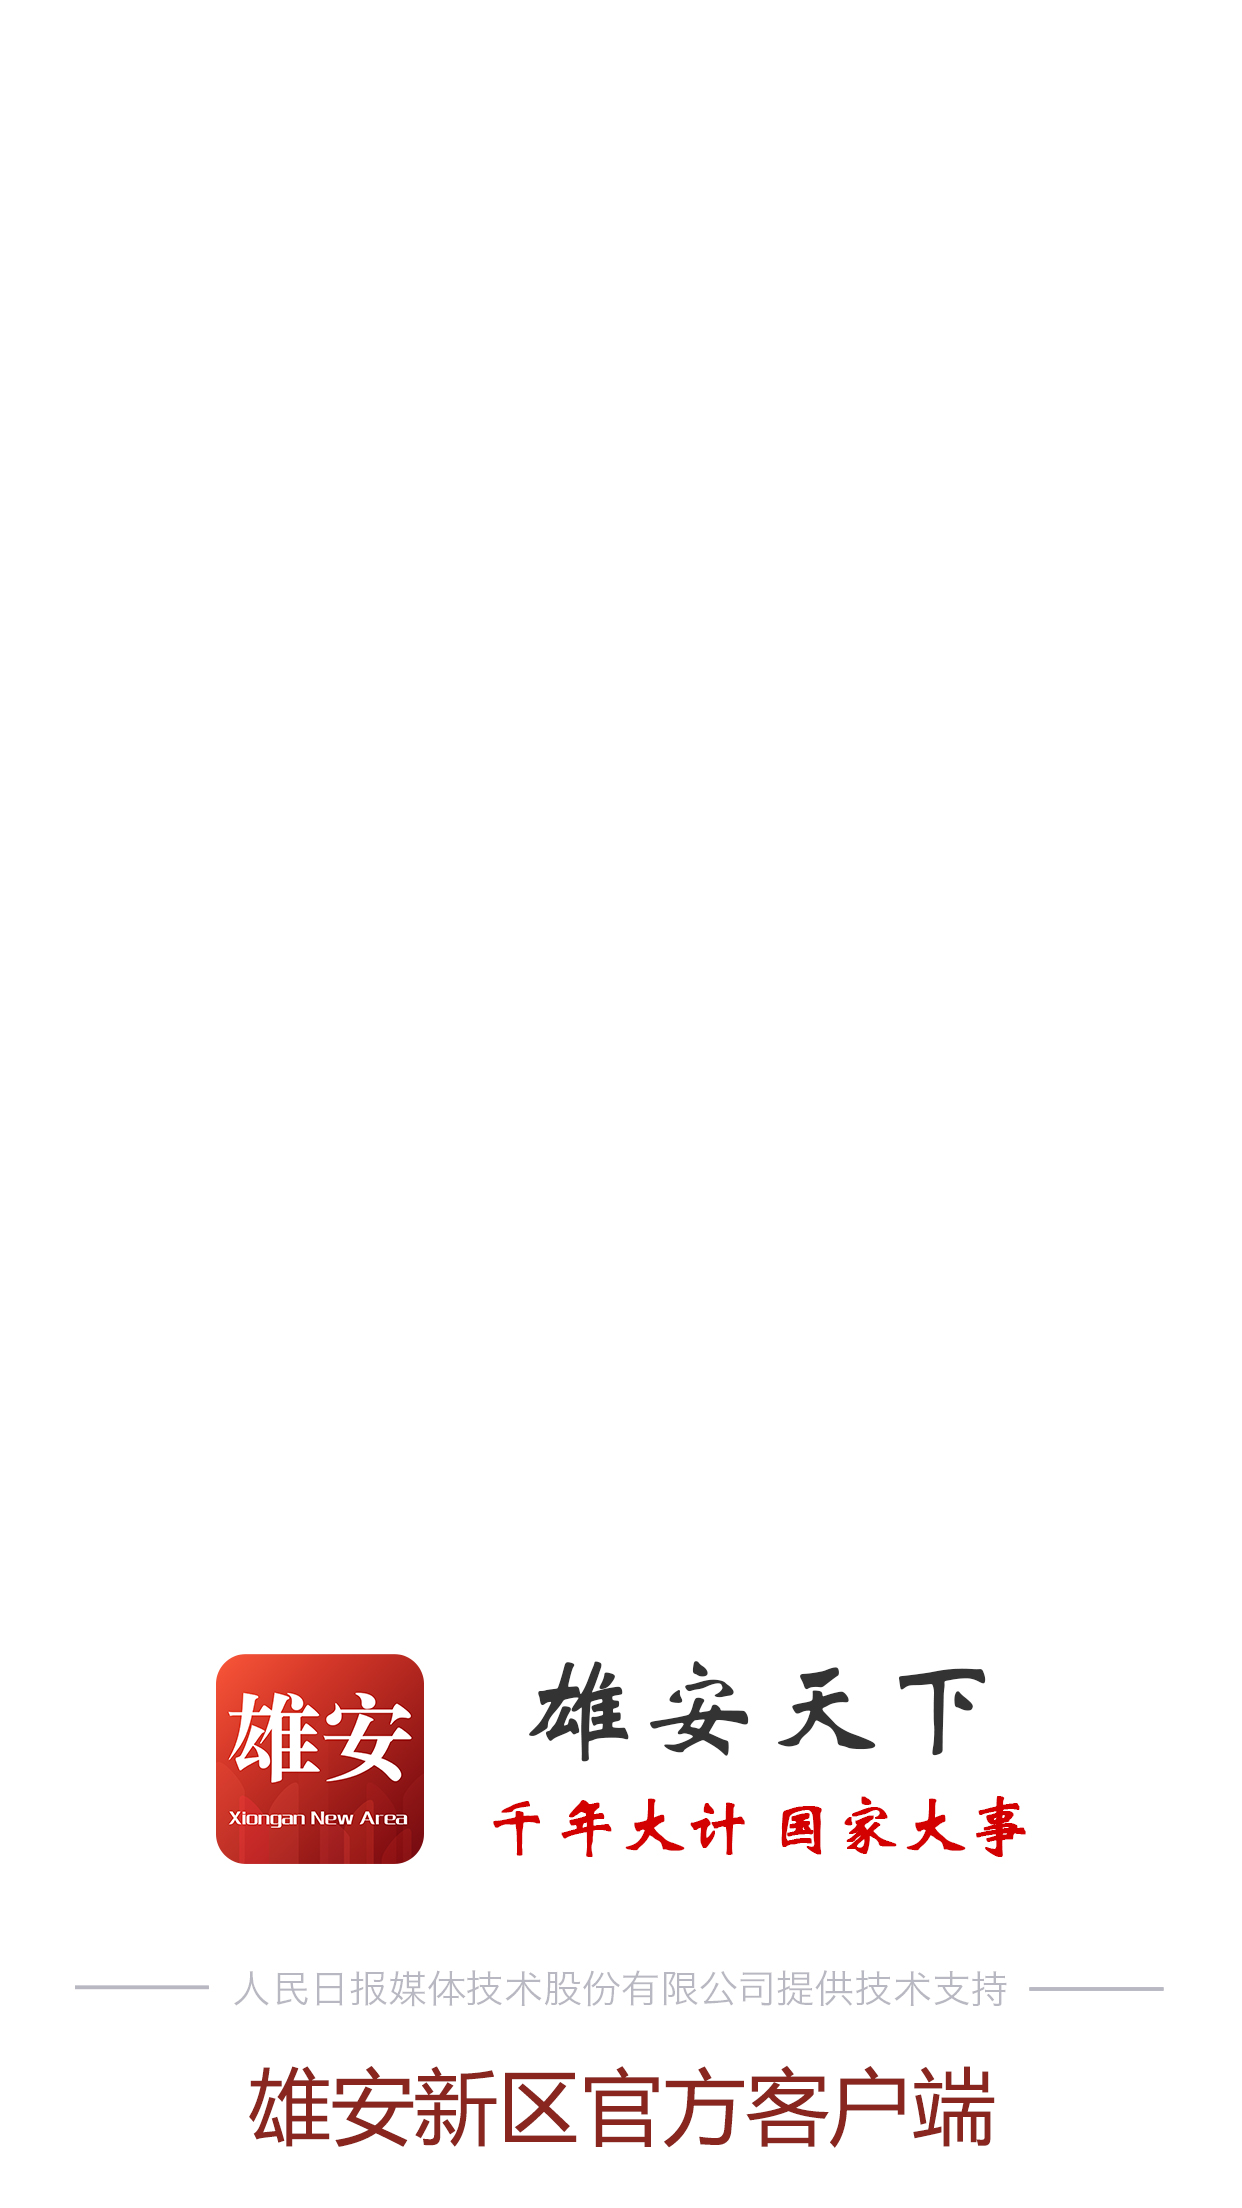 雄安
Xiongan New Area
雄安天下
千年大计 国家大事
人民日报媒体技术股份有限公司提供技术支持
雄安新区官方客户端